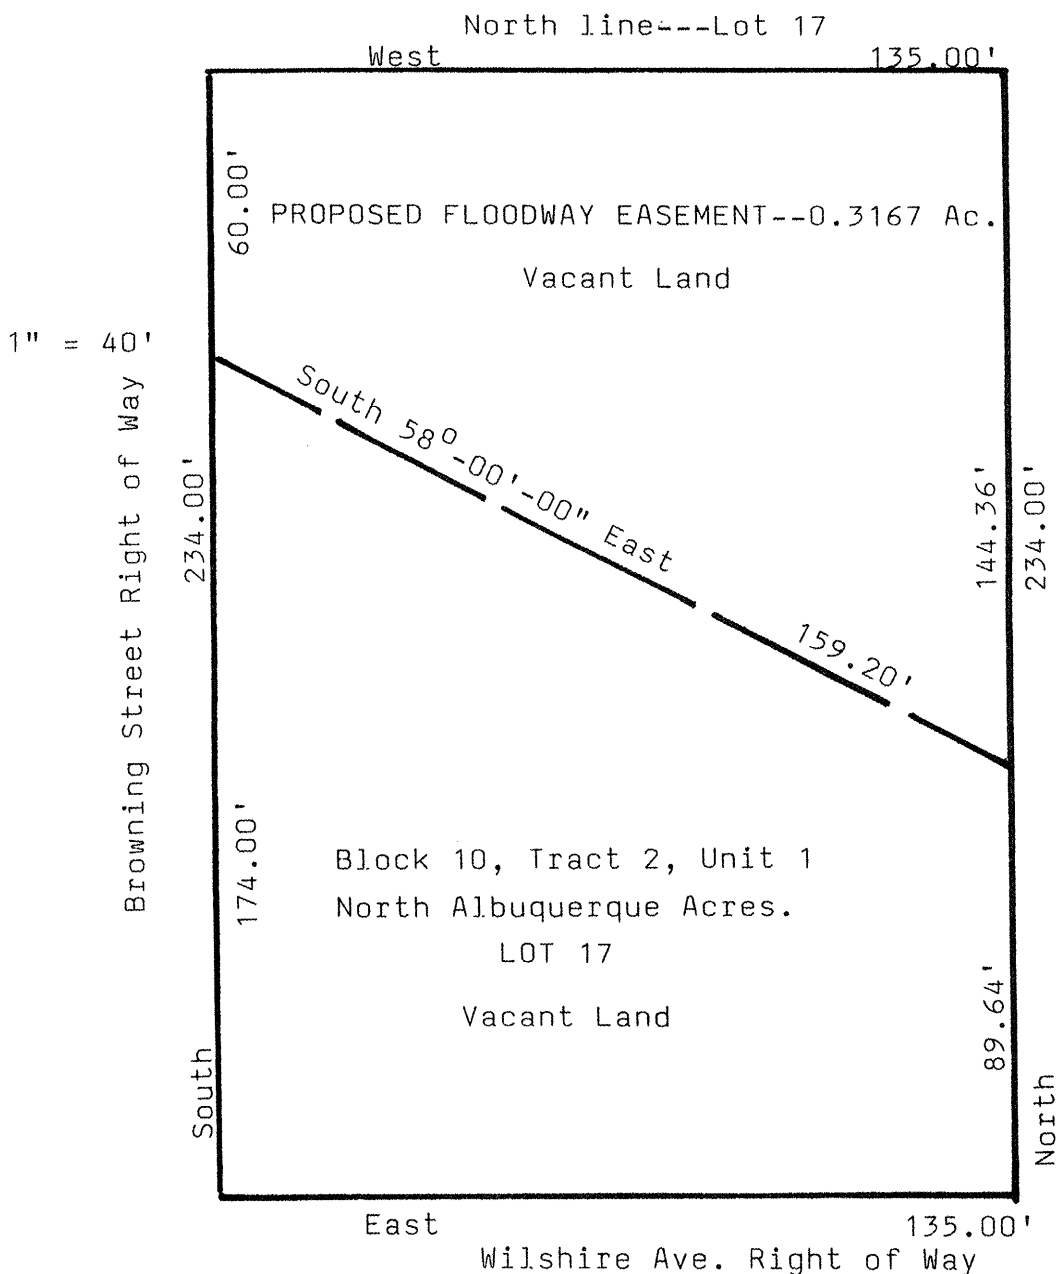 North line---Lot 17
West 135.00'
60.00'
PROPOSED FLOODWAY EASEMENT--0.3167 Ac.
Vacant Land
1" = 40'
Browning Street Right of Way
234.00'
South 58°-00'-00" East
159.20'
144.36'
234.00'
174.00'
Block 10, Tract 2, Unit 1
North Albuquerque Acres.
LOT 17
Vacant Land
89.64'
South
North
East 135.00'
Wilshire Ave. Right of Way